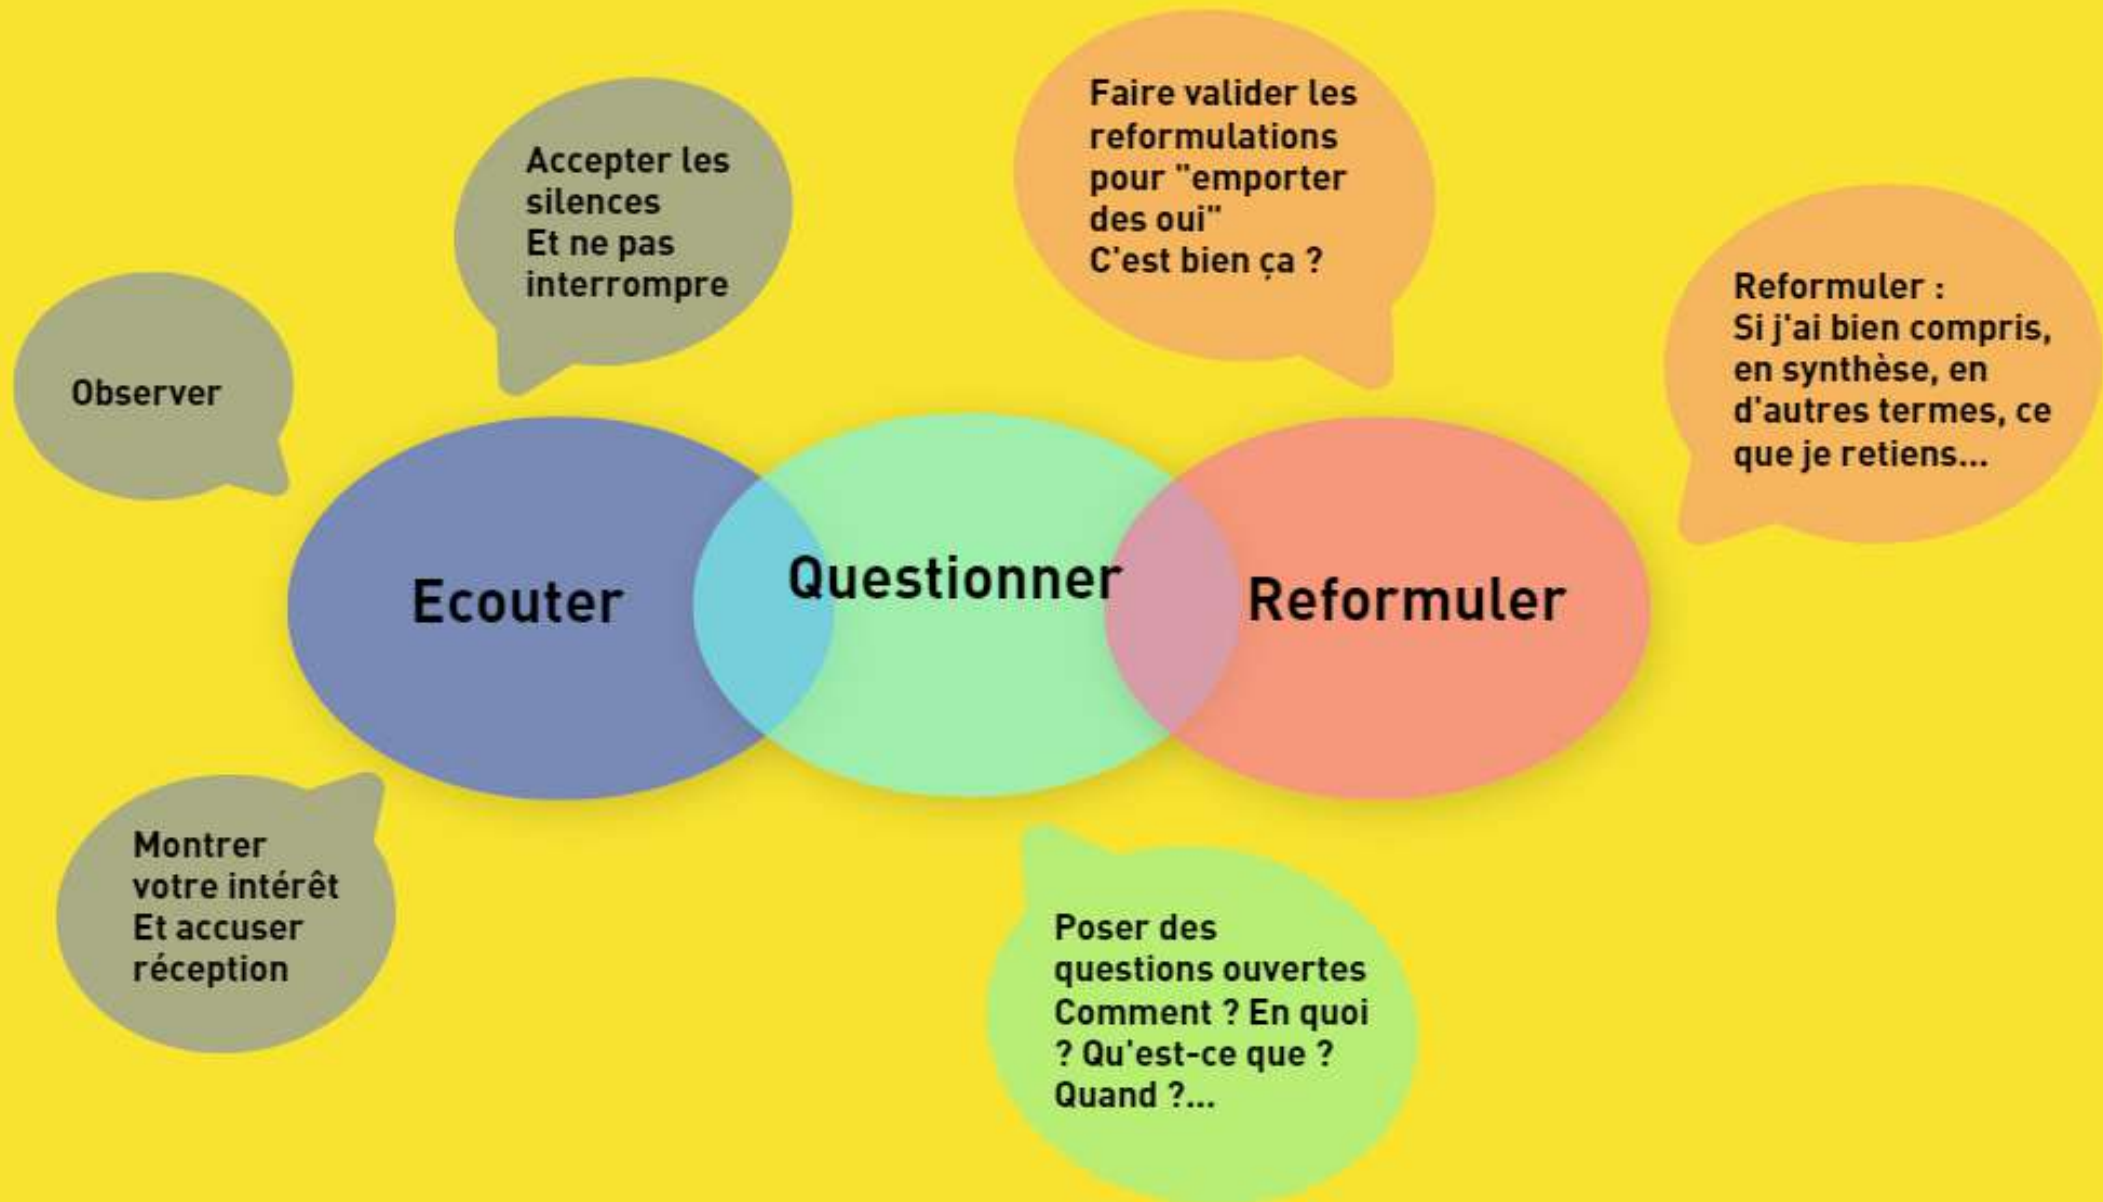 Faire valider les
reformulations
pour "emporter
des oui"
C'est bien ça ?
Accepter les
silences
Et ne pas
interrompre
Reformuler :
Si j'ai bien compris,
en synthèse, en
d'autres termes, ce
que je retiens...
Observer
Ecouter
Questionner
Reformuler
Montrer
votre intérêt
Et accuser
réception
Poser des
questions ouvertes
Comment ? En quoi
? Qu'est-ce que ?
Quand ?...